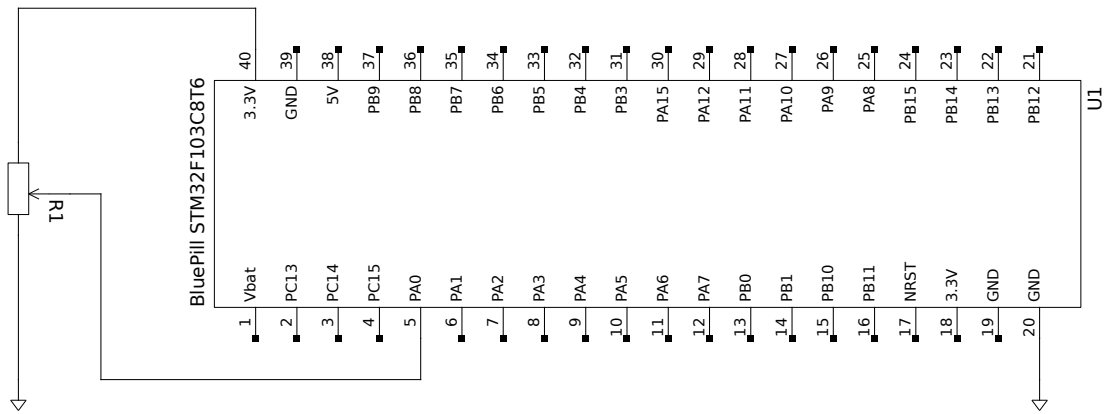 40 39 38 37 36 35 34 33 32 31 30 29 28 27 26 25 24 23 22 21
3.3V GND 5V PB9 PB8 PB7 PB6 PB5 PB4 PB3 PA15 PA12 PA11 PA10 PA9 PA8 PB15 PB14 PB13 PB12
U1
BluePill STM32F103C8T6
R1
Vbat PC13 PC14 PC15 PA0 PA1 PA2 PA3 PA4 PA5 PA6 PA7 PB0 PB1 PB10 PB11 NRST 3.3V GND GND
1 2 3 4 5 6 7 8 9 10 11 12 13 14 15 16 17 18 19 20